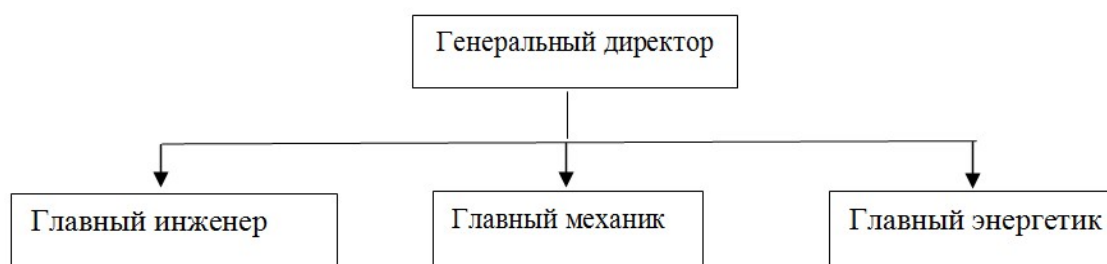 Генеральный директор
Главный инженер
Главный механик
Главный энергетик